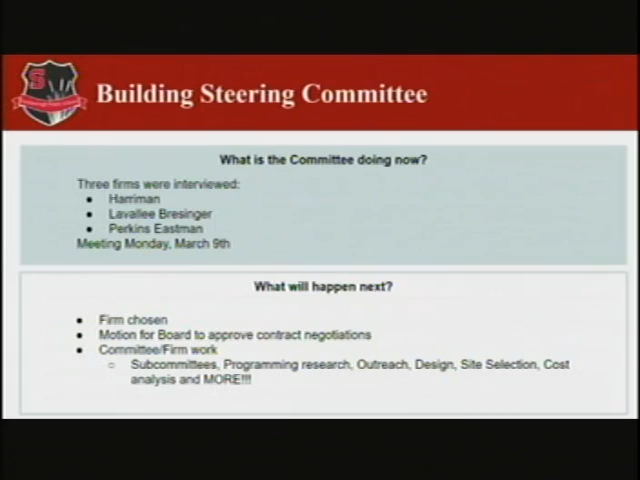 S
Building Steering Committee
What is the Committee doing now?
Three firms were interviewed:
● Harriman
● Lavallee Bresinger
● Perkins Eastman
Meeting Monday, March 9th
What will happen next?
● Firm chosen
● Motion for Board to approve contract negotiations
● Committee/Firm work
○ Subcommittees, Programming research, Outreach, Design, Site Selection, Cost
analysis and MORE!!!